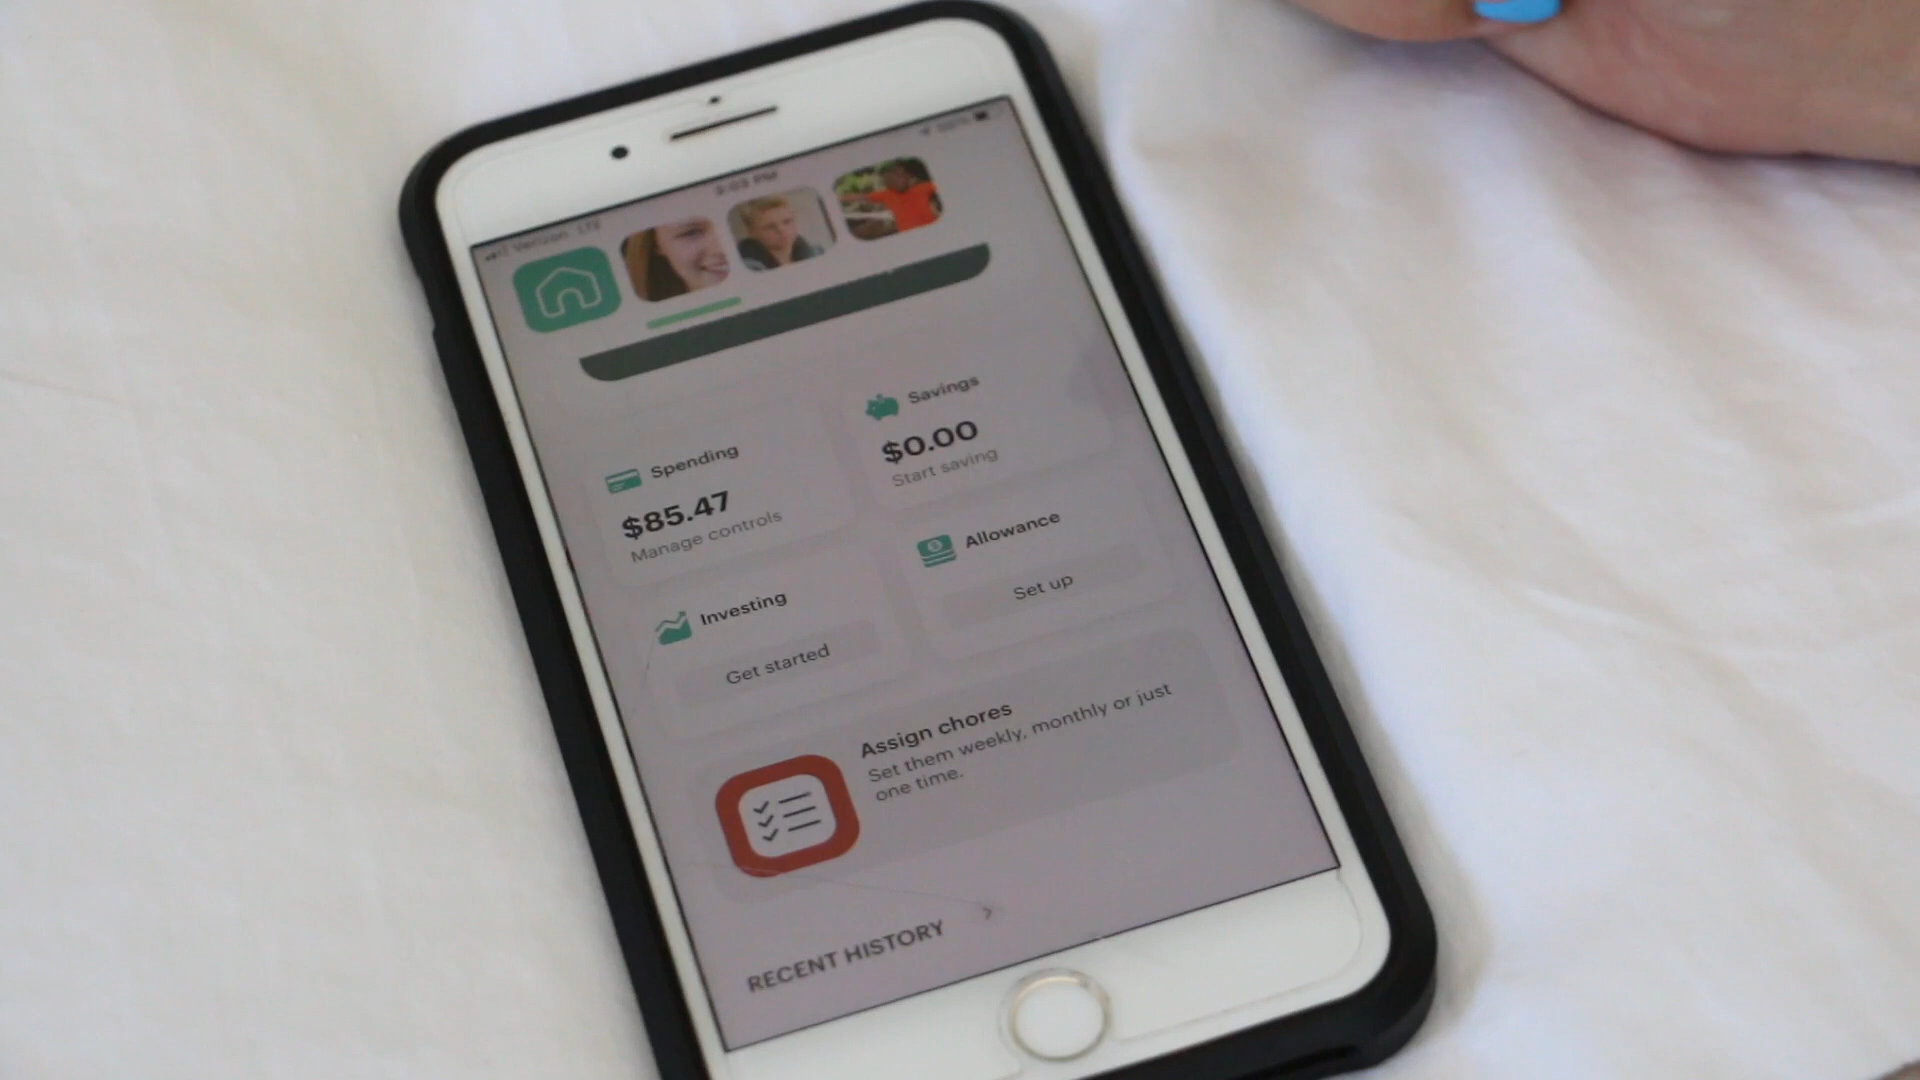 Verizon LTE
Spending
$85.47
Manage controls
Savings
$0.00
Start saving
Investing
Get started
Allowance
Set up
Assign chores
Set them weekly, monthly or just
one time.
RECENT HISTORY